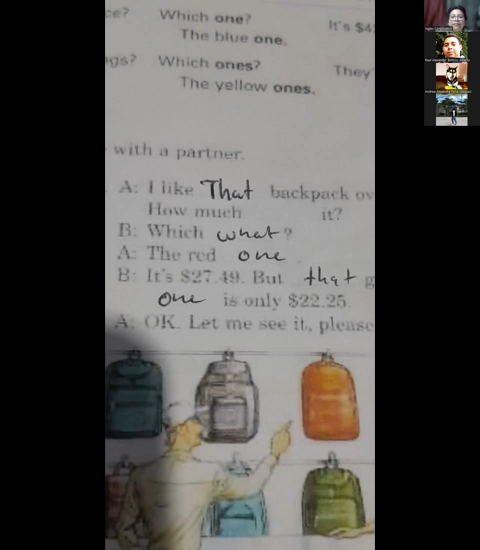 ce? Which one? It's $4
The blue one.
gs? Which ones? They'
The yellow ones.
with a partner.
A: I like That backpack ov
How much it?
B: Which what?
A: The red one
B: It's $27.49. But that g
one is only $22.25.
A: OK. Let me see it, please